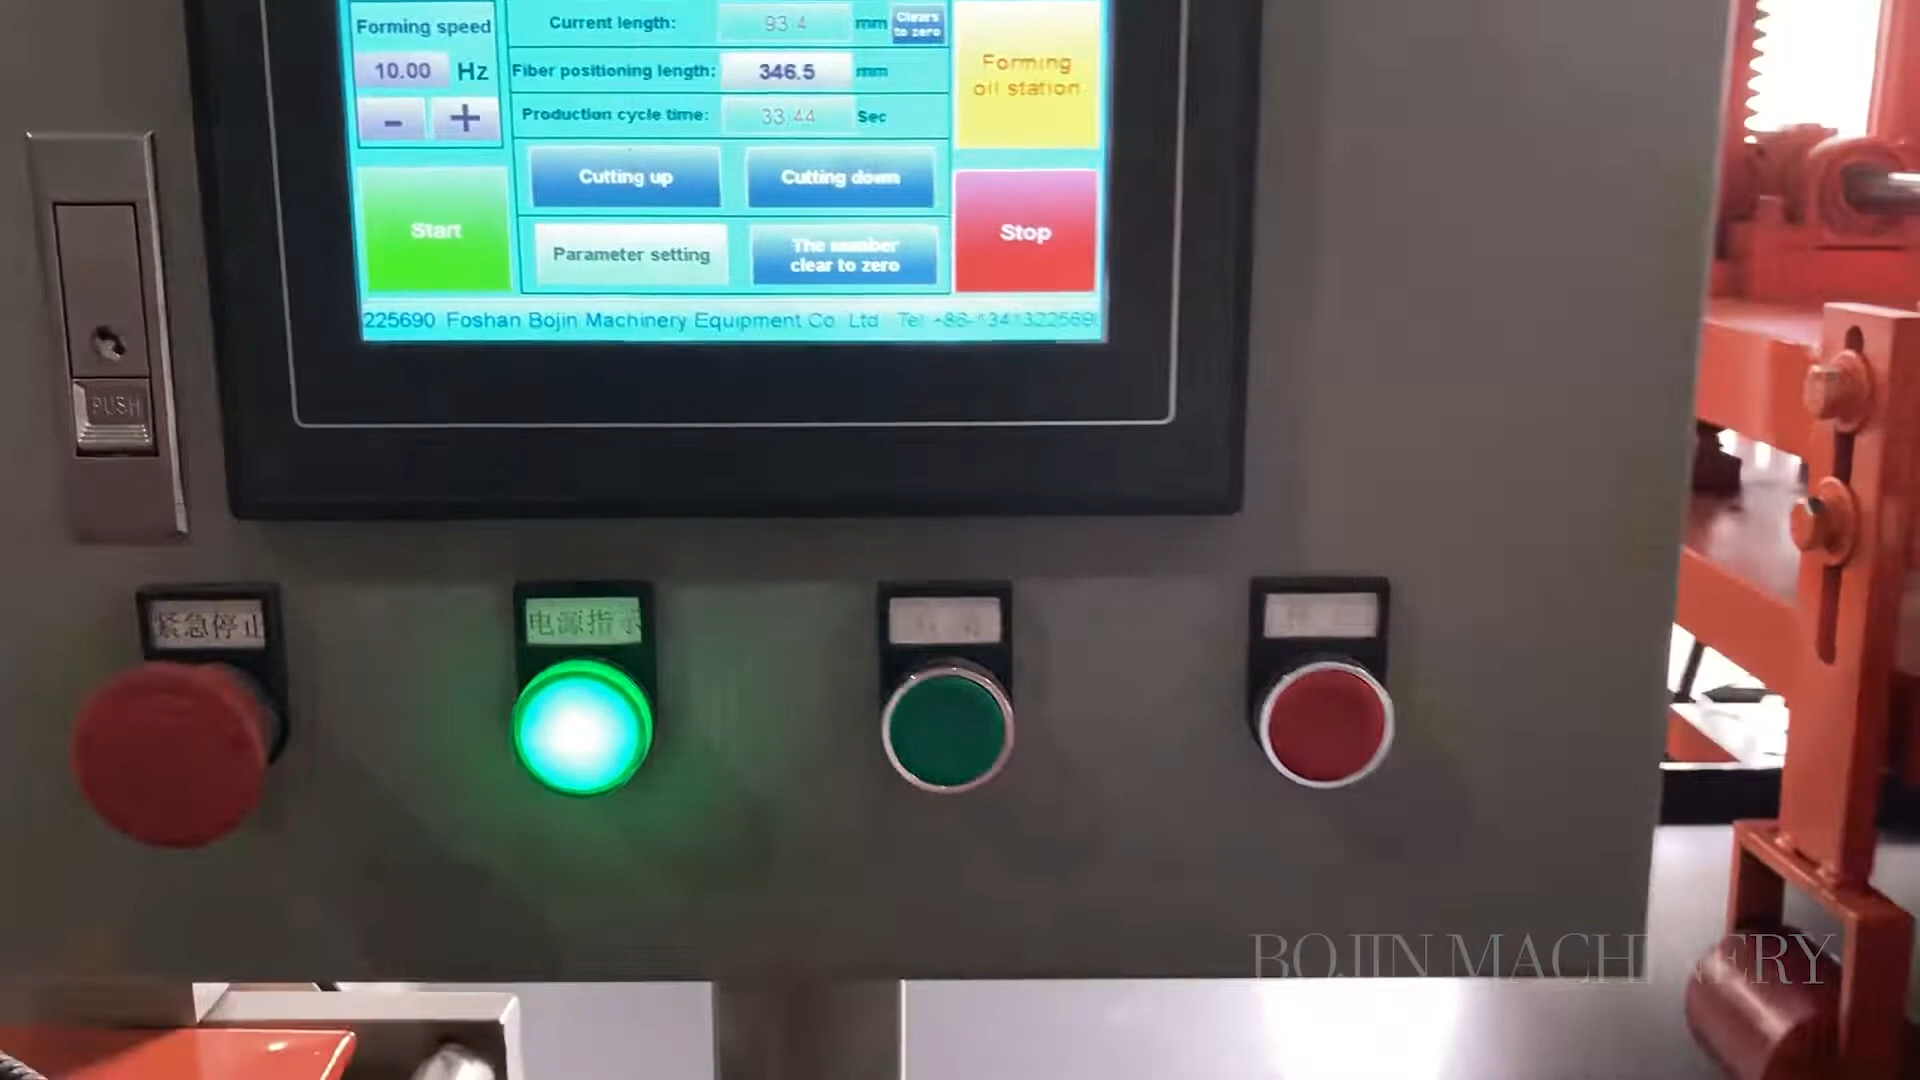 Forming speed
10.00 Hz
- +
Start
Current length: 93.4 mm
Clears
to zero
Fiber positioning length: 346.5 mm
Production cycle time: 33.44 Sec
Cutting up
Cutting down
Parameter setting
The number
clear to zero
Forming
oil station
Stop
225690 Foshan Bojin Machinery Equipment Co Ltd Tel
PUSH
紧急停止
电源指示
BOJIN MACHINERY